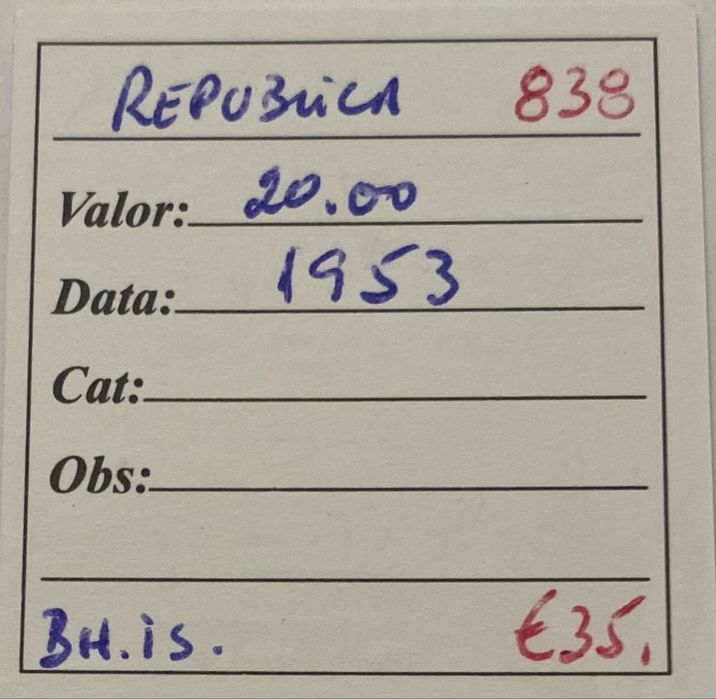 REPUBLICA 838
Valor: 20.00
Data: 1953
Cat:
Obs:
BH.is. €35.